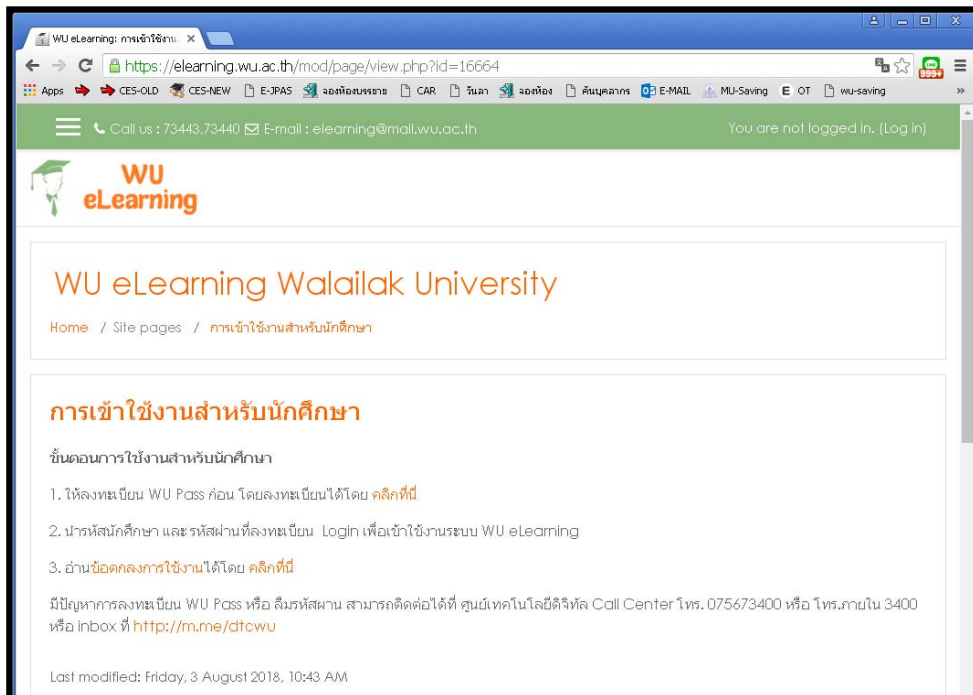 WU eLearning: การเข้าใช้งาน
https://elearning.wu.ac.th/mod/page/view.php?id=16664
999+
Apps CES-OLD CES-NEW E-JPAS จองห้องบรรยาย CAR วันลา จองห้อง ค้นบุคลากร E-MAIL MU-Saving E OT wu-saving »
Call us : 73443,73440 E-mail : elearning@mail.wu.ac.th You are not logged in. (Log in)
WU
eLearning
WU eLearning Walailak University
Home / Site pages / การเข้าใช้งานสำหรับนักศึกษา
การเข้าใช้งานสำหรับนักศึกษา
ขั้นตอนการใช้งานสำหรับนักศึกษา
1. ให้ลงทะเบียน WU Pass ก่อน โดยลงทะเบียนได้โดย คลิกที่นี่
2. นำรหัสนักศึกษา และรหัสผ่านที่ลงทะเบียน Login เพื่อเข้าใช้งานระบบ WU eLearning
3. อ่านข้อตกลงการใช้งานได้โดย คลิกที่นี่
มีปัญหาการลงทะเบียน WU Pass หรือ ลืมรหัสผาน สามารถติดต่อได้ที่ ศูนย์เทคโนโลยีดิจิทัล Call Center โทร. 075673400 หรือ โทร.ภายใน 3400
หรือ inbox ที่ http://m.me/dtcwu
Last modified: Friday, 3 August 2018, 10:43 AM